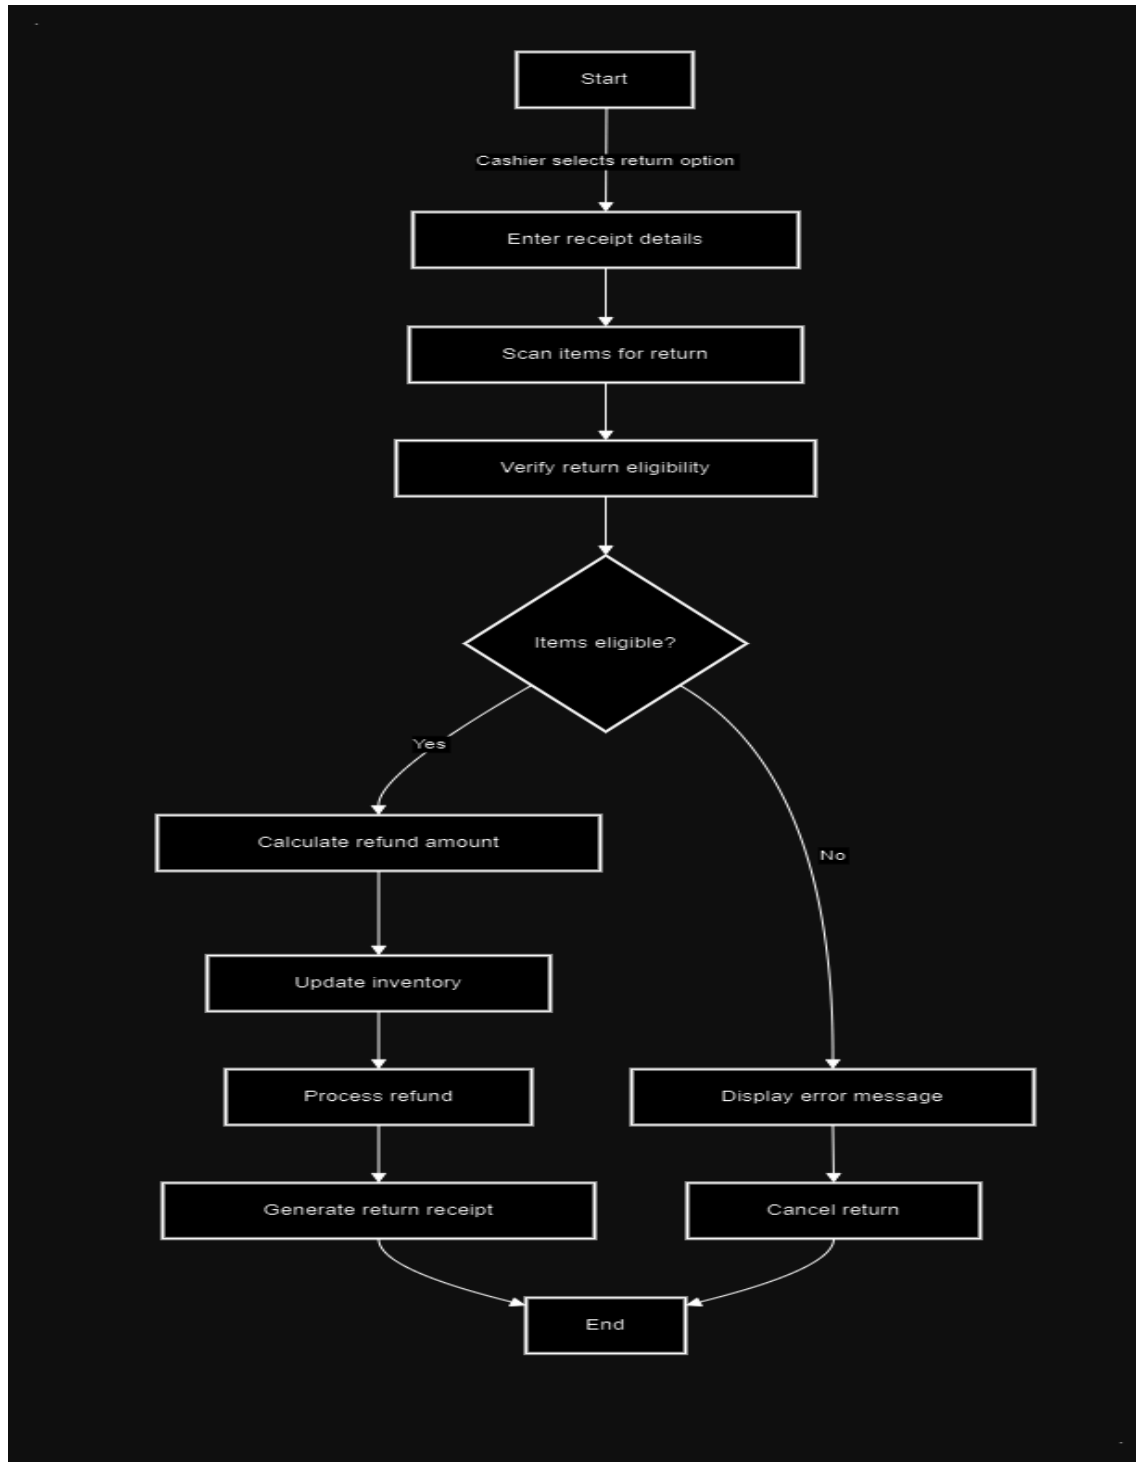 Start
Cashier selects return option
Enter receipt details
Scan items for return
Verify return eligibility
Items eligible?
Yes
Calculate refund amount
No
Update inventory
Process refund
Display error message
Generate return receipt
Cancel return
End